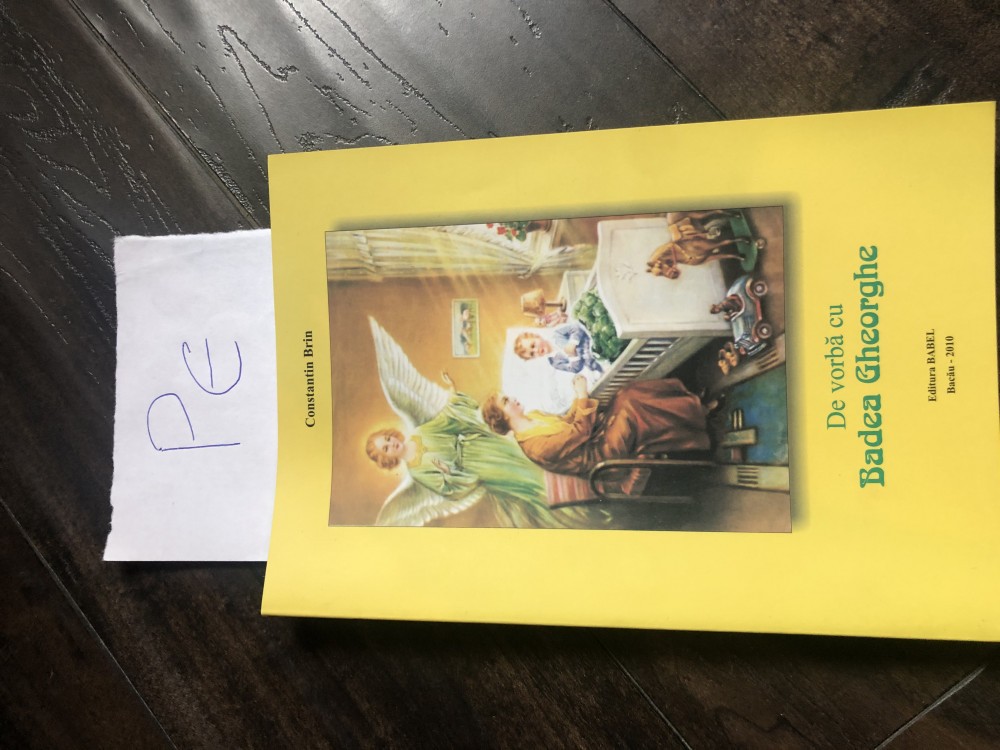 PE
Constantin Brin
De vorbă cu
Badea Gheorghe
Editura BABEL
Bacău - 2010